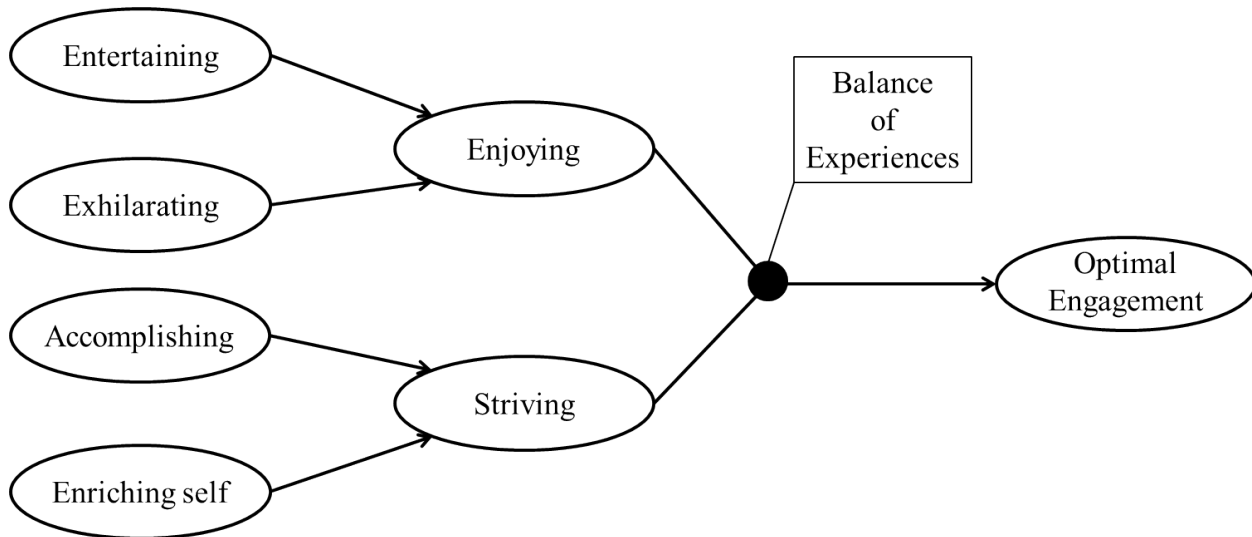 Entertaining
Exhilarating
Accomplishing
Enriching self
Enjoying
Striving
Balance
of
Experiences
Optimal
Engagement